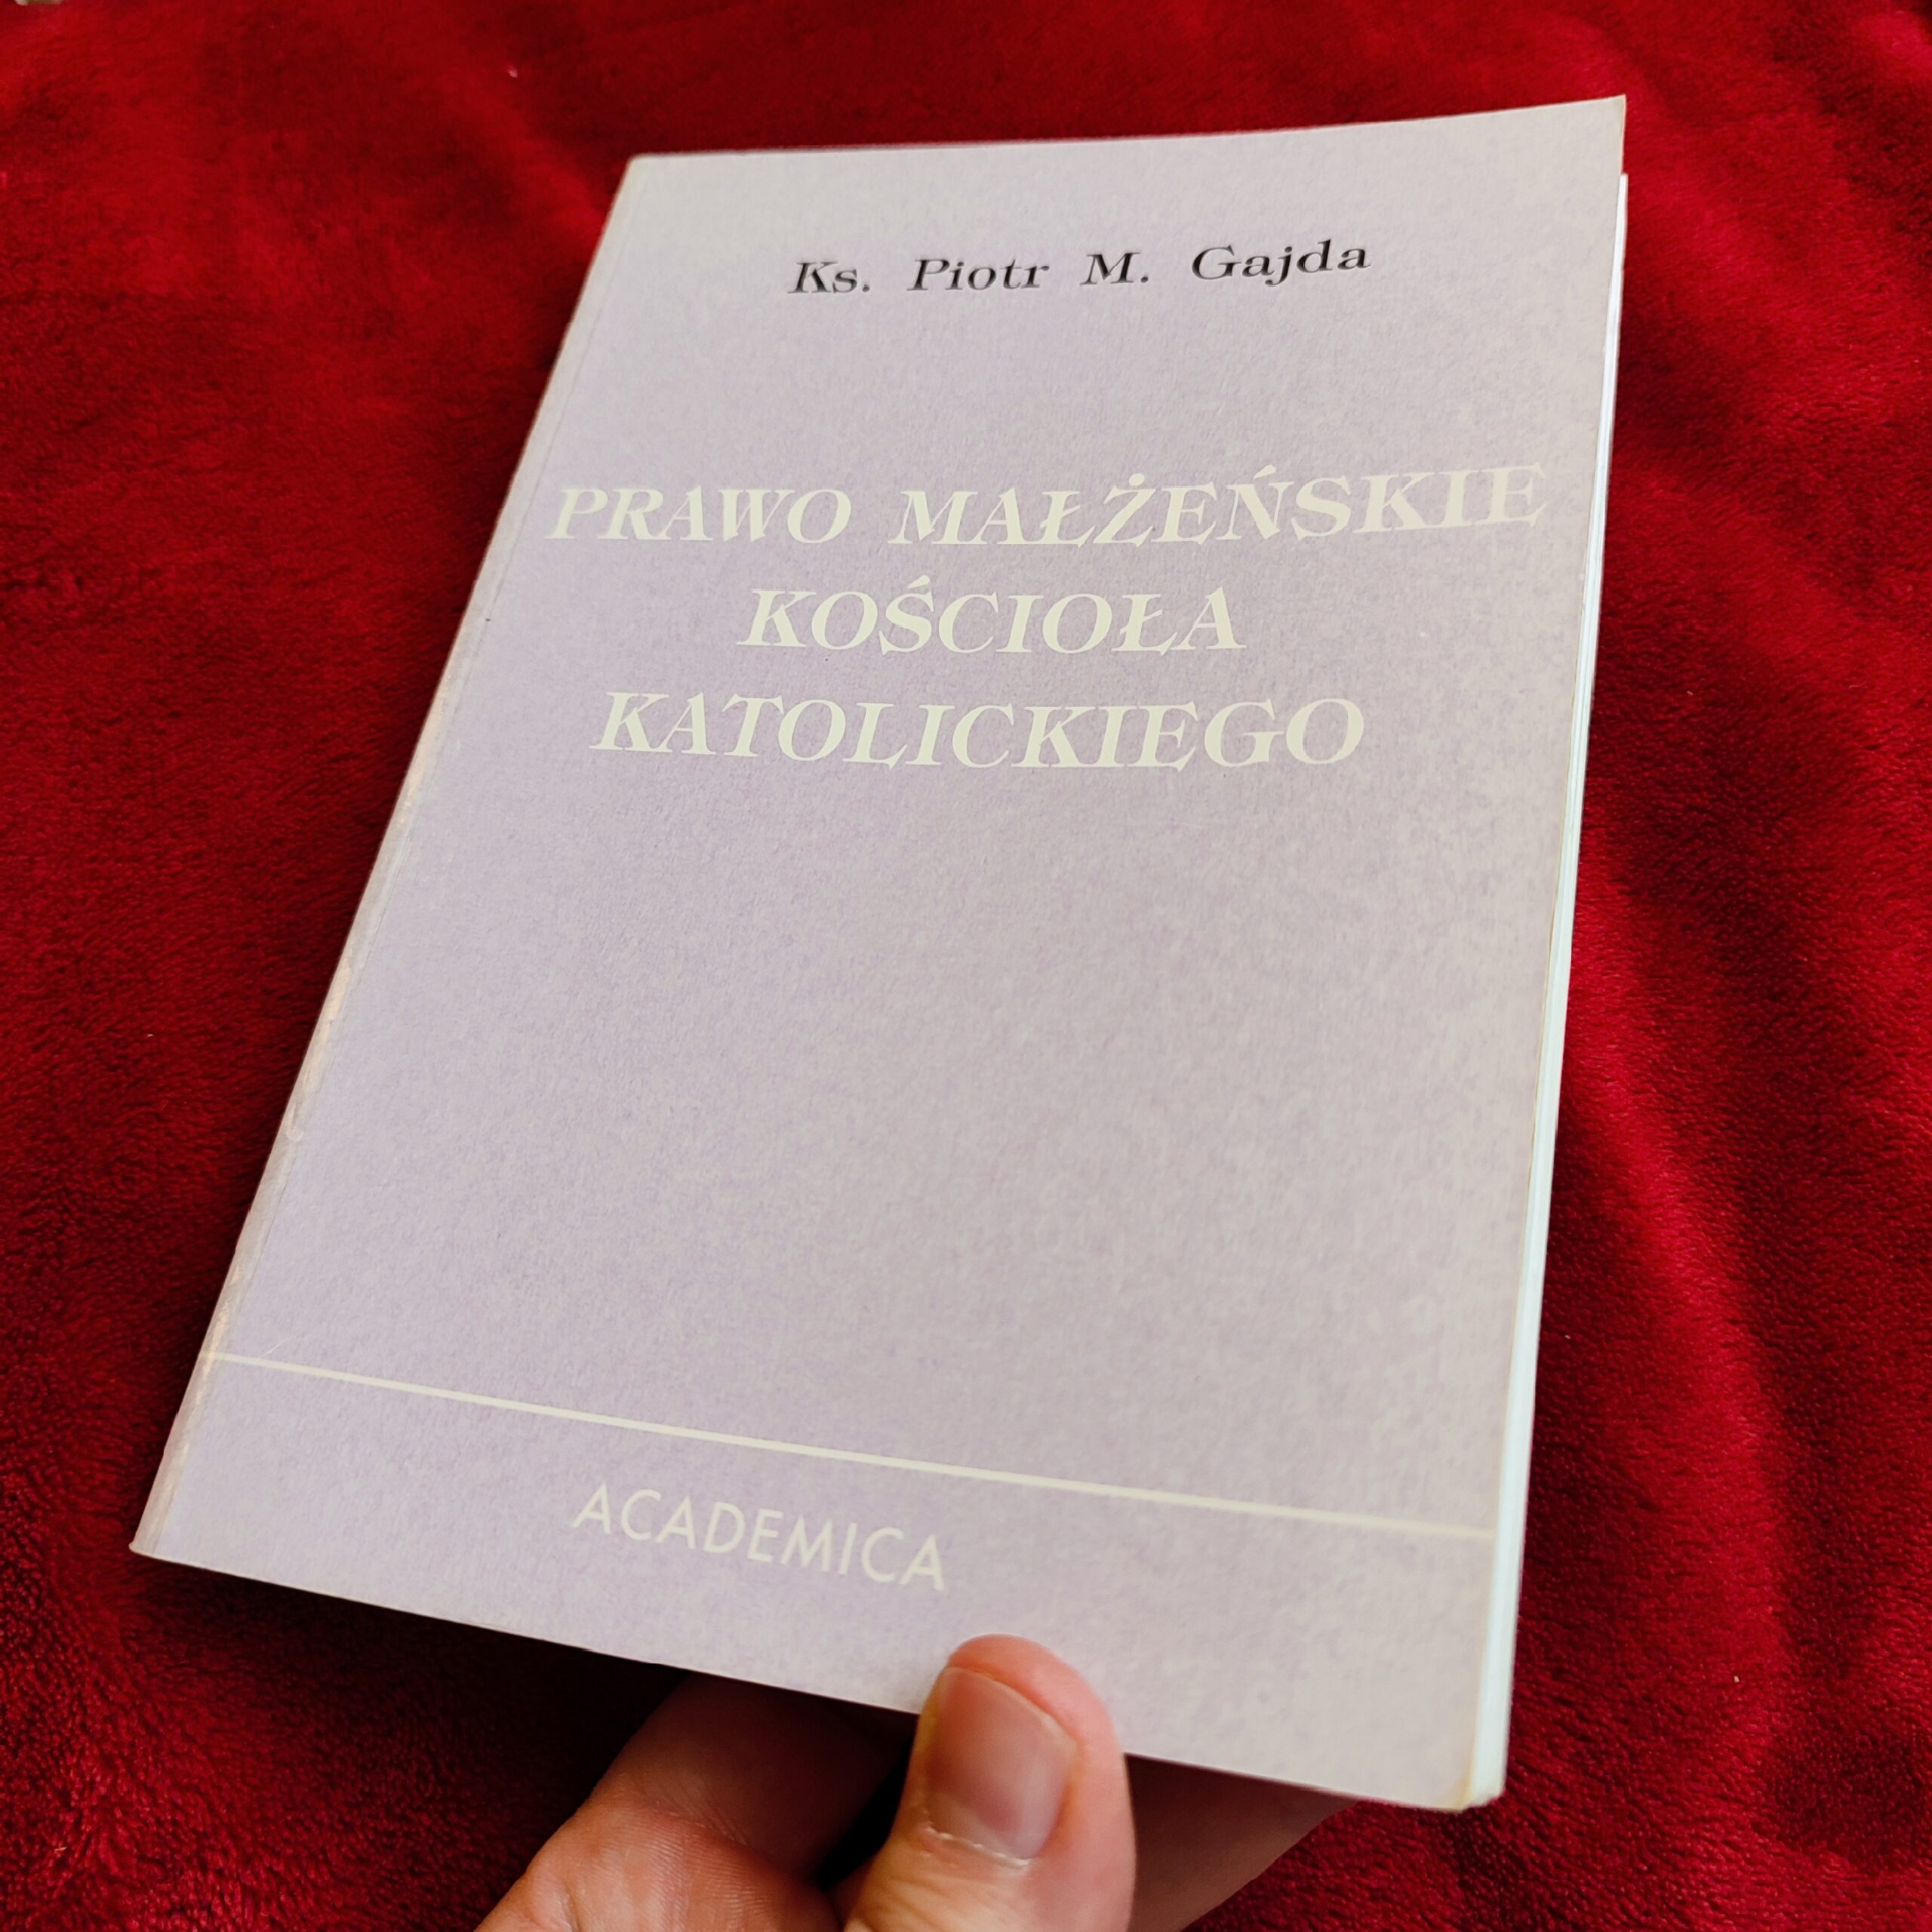 Ks. Piotr M. Gajda
PRAWO MAŁŻEŃSKIE
KOŚCIOŁA
KATOLICKIEGO
ACADEMICA